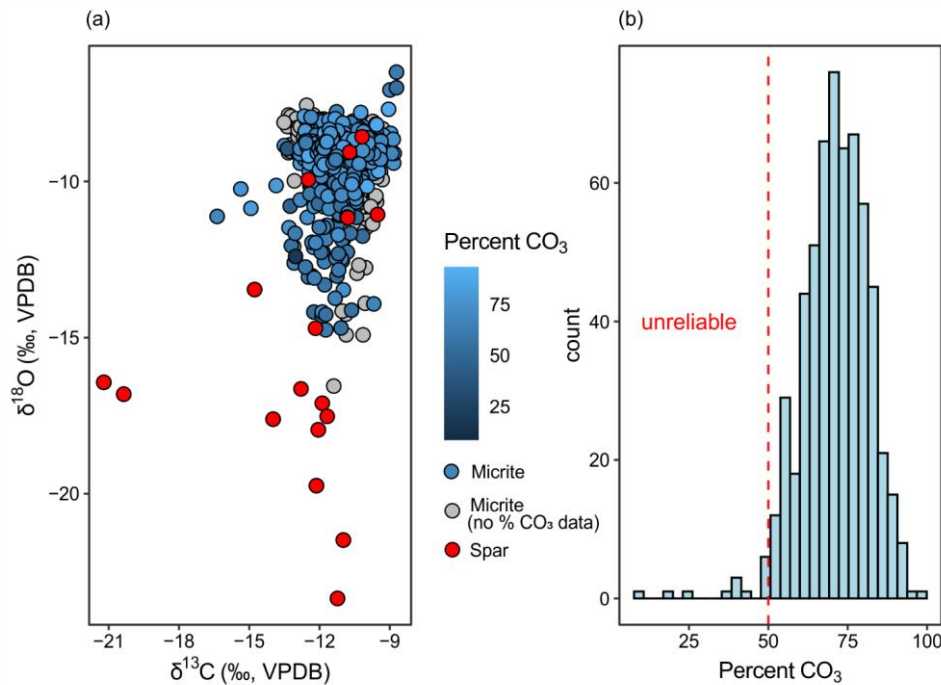 (a)
−10
−15
−20
δ¹⁸O (‰, VPDB)
−21
−18
−15
−12
−9
δ¹³C (‰, VPDB)
Percent CO₃
75
50
25
Micrite
Micrite
(no % CO₃ data)
Spar
(b)
unreliable
60
40
20
0
count
25
50
75
100
Percent CO₃